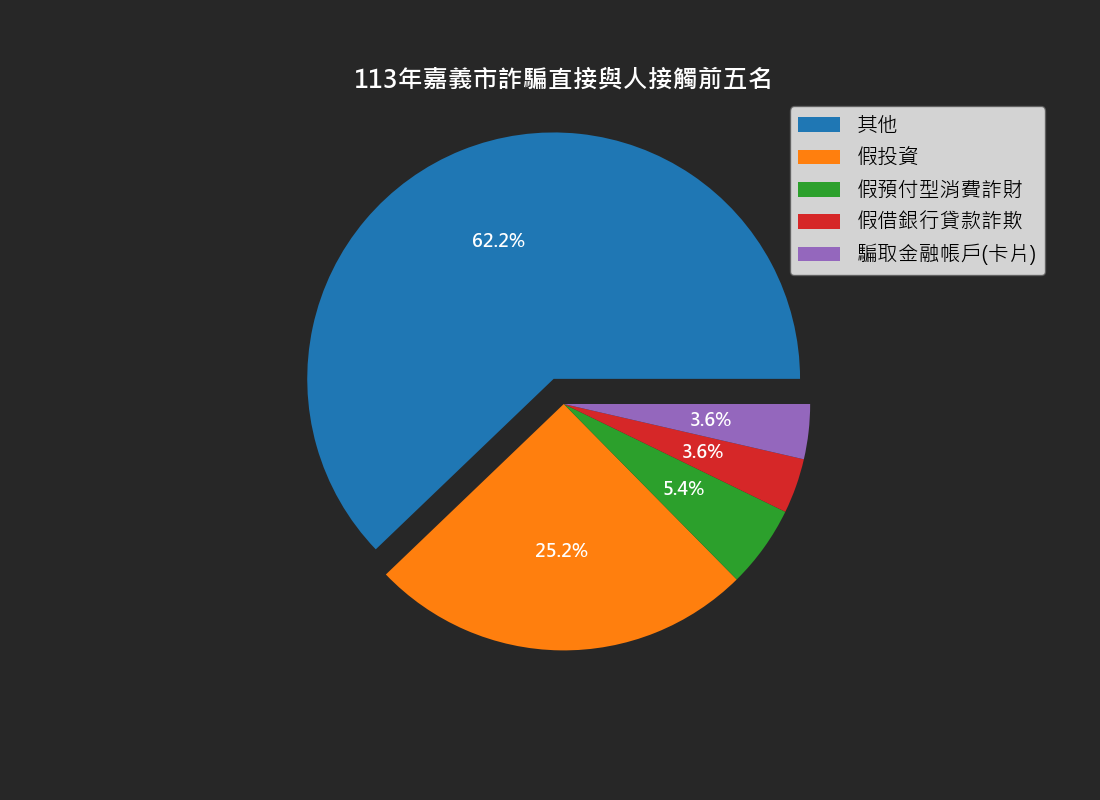 113年嘉義市詐騙直接與人接觸前五名
其他
假投資
假預付型消費詐財
假借銀行貸款詐欺
騙取金融帳戶(卡片)
62.2%
3.6%
3.6%
5.4%
25.2%